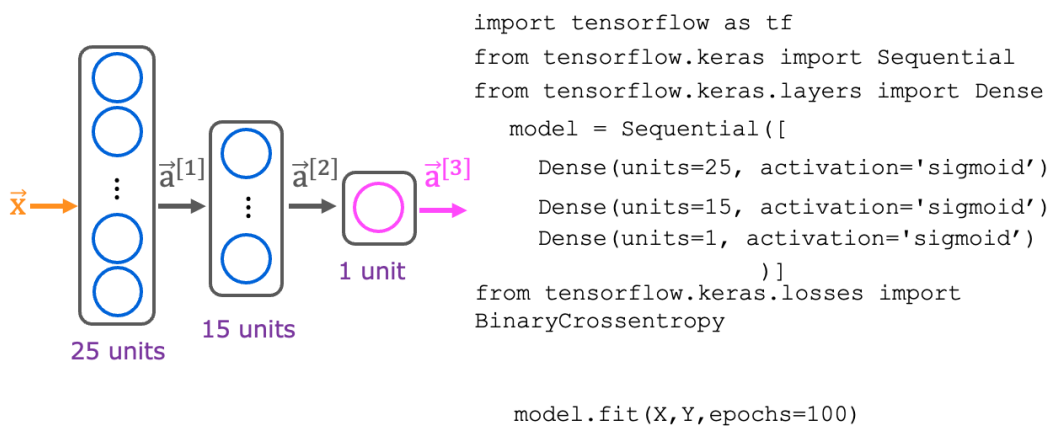 x⃗
a⃗[1]
a⃗[2]
a⃗[3]
25 units
15 units
1 unit
import tensorflow as tf
from tensorflow.keras import Sequential
from tensorflow.keras.layers import Dense
model = Sequential([
Dense(units=25, activation='sigmoid’)
Dense(units=15, activation='sigmoid’)
Dense(units=1, activation='sigmoid’)
)]
from tensorflow.keras.losses import
BinaryCrossentropy
model.fit(X,Y,epochs=100)